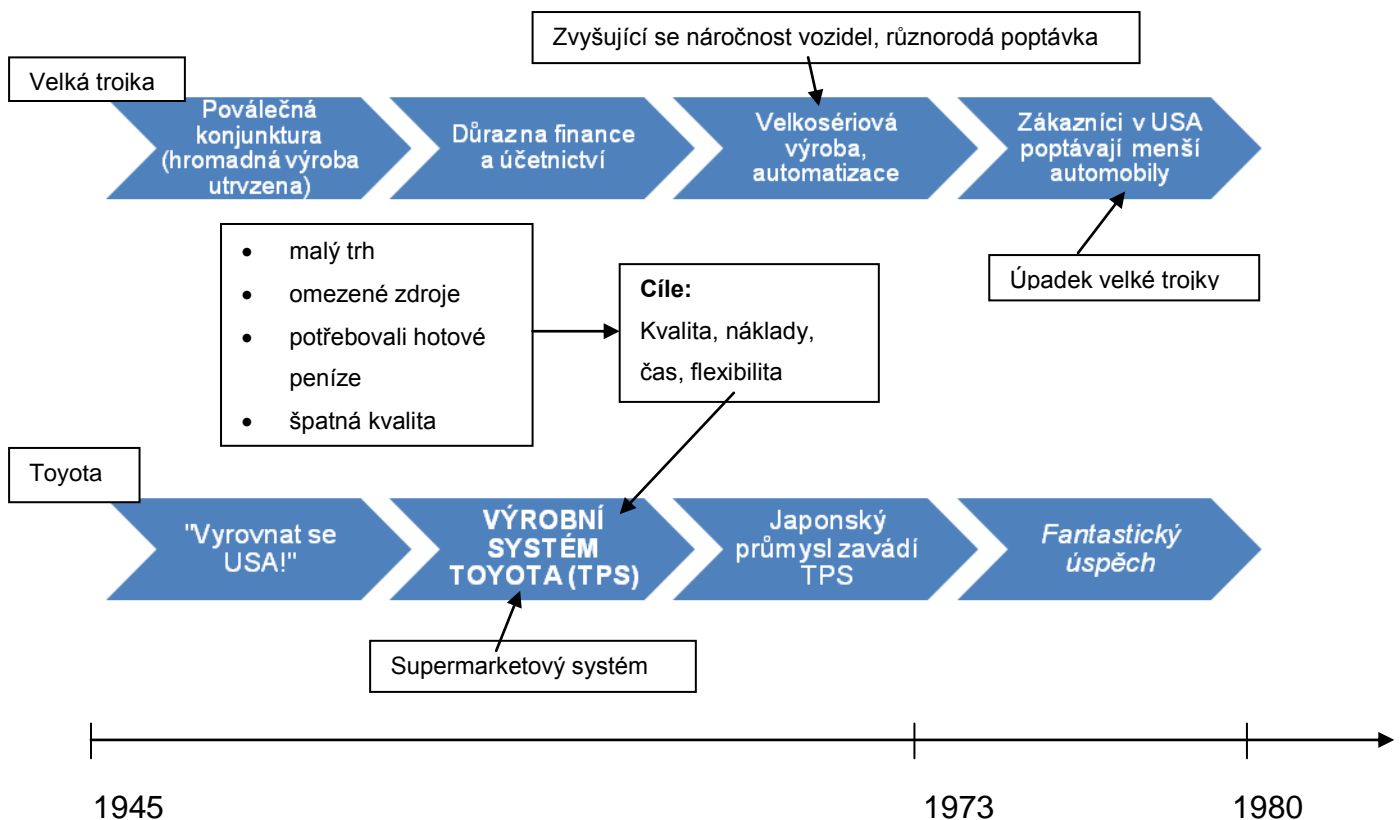 Zvyšující se náročnost vozidel, různorodá poptávka
Velká trojka
Poválečná
konjunktura
(hromadná výroba
utrvzena)
Důraz na finance
a účetnictví
Velkosériová
výroba,
automatizace
Zákazníci v USA
poptávají menší
automobily
• malý trh
• omezené zdroje
• potřebovali hotové
peníze
• špatná kvalita
Cíle:
Kvalita, náklady,
čas, flexibilita
Úpadek velké trojky
Toyota
"Vyrovnat se
USA!"
VÝROBNÍ
SYSTÉM
TOYOTA (TPS)
Japonský
průmysl zavádí
TPS
Fantastický
úspěch
Supermarketový systém
1945
1973
1980